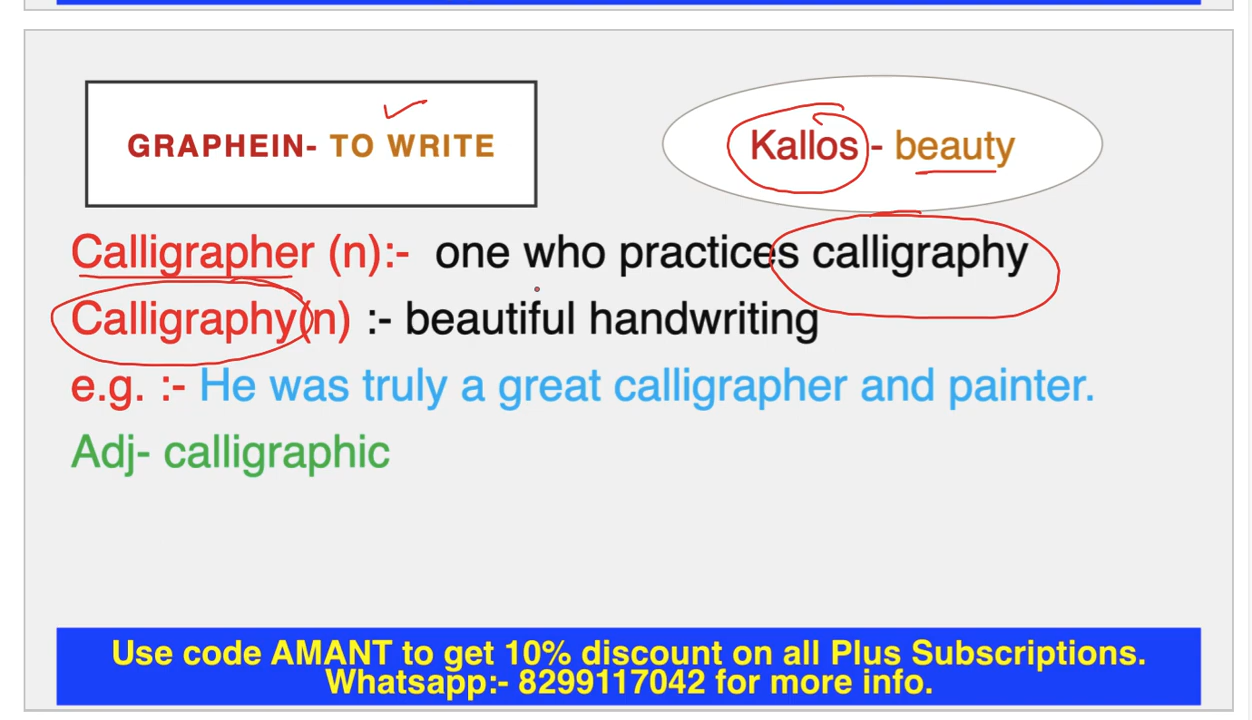 GRAPHEIN- TO WRITE
Kallos - beauty
Calligrapher (n):- one who practices calligraphy
Calligraphy(n) :- beautiful handwriting
e.g. :- He was truly a great calligrapher and painter.
Adj- calligraphic
Use code AMANT to get 10% discount on all Plus Subscriptions.
Whatsapp:- 8299117042 for more info.